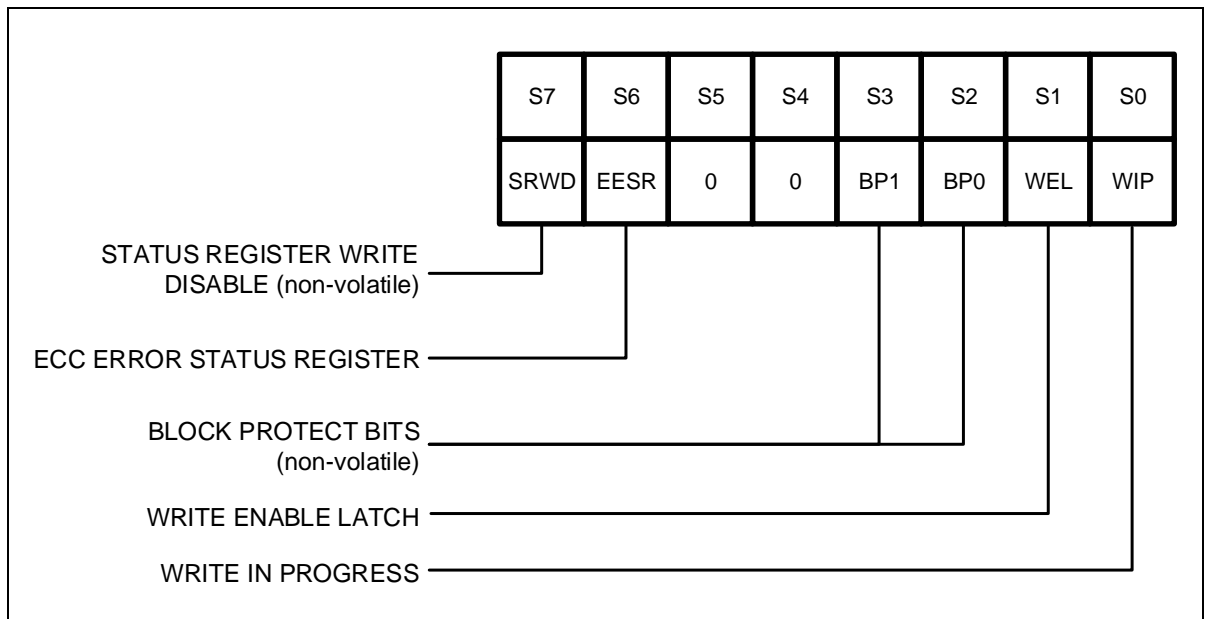 S7 S6 S5 S4 S3 S2 S1 S0
SRWD EESR 0 0 BP1 BP0 WEL WIP
STATUS REGISTER WRITE
DISABLE (non-volatile)
ECC ERROR STATUS REGISTER
BLOCK PROTECT BITS
(non-volatile)
WRITE ENABLE LATCH
WRITE IN PROGRESS